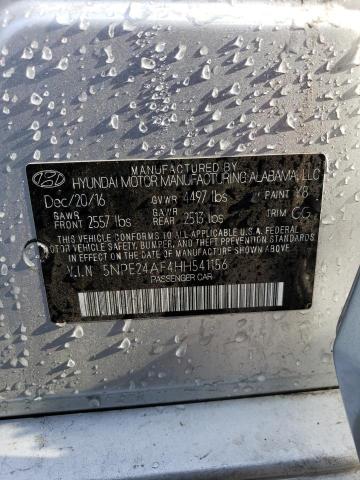 MANUFACTURED BY
HYUNDAI MOTOR MANUFACTURING ALABAMA, LLC
Dec/20/16 GVWR 4497 lbs PAINT Y8
GAWR FRONT 2557 lbs GAWR REAR 2513 lbs TRIM
THIS VEHICLE CONFORMS TO ALL APPLICABLE U.S.A. FEDERAL
MOTOR VEHICLE SAFETY, BUMPER, AND THEFT PREVENTION
STANDARDS IN EFFECT ON THE DATE OF MANUFACTURE SHOWN ABOVE.
V.I.N 5NPE24AF4HH541156
PASSENGER CAR